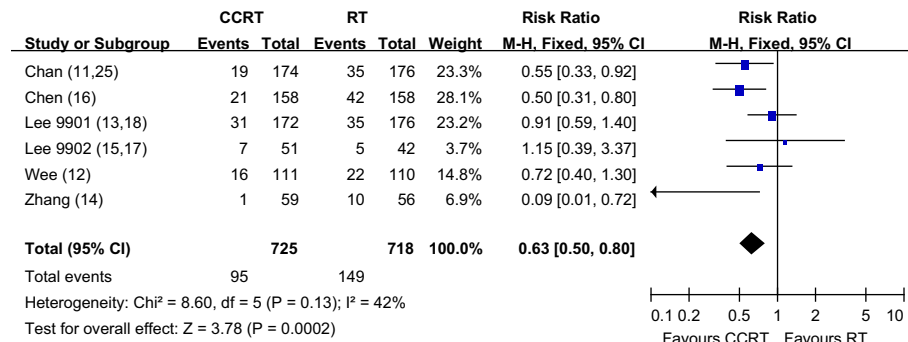 CCRT RT Risk Ratio Risk Ratio
Study or Subgroup Events Total Events Total Weight M-H, Fixed, 95% CI M-H, Fixed, 95% CI
Chan (11,25) 19 174 35 176 23.3% 0.55 [0.33, 0.92]
Chen (16) 21 158 42 158 28.1% 0.50 [0.31, 0.80]
Lee 9901 (13,18) 31 172 35 176 23.2% 0.91 [0.59, 1.40]
Lee 9902 (15,17) 7 51 5 42 3.7% 1.15 [0.39, 3.37]
Wee (12) 16 111 22 110 14.8% 0.72 [0.40, 1.30]
Zhang (14) 1 59 10 56 6.9% 0.09 [0.01, 0.72]
Total (95% CI) 725 718 100.0% 0.63 [0.50, 0.80]
Total events 95 149
Heterogeneity: Chi² = 8.60, df = 5 (P = 0.13); I² = 42%
Test for overall effect: Z = 3.78 (P = 0.0002)
0.1 0.2 0.5 1 2 5 10
Favours CCRT Favours RT